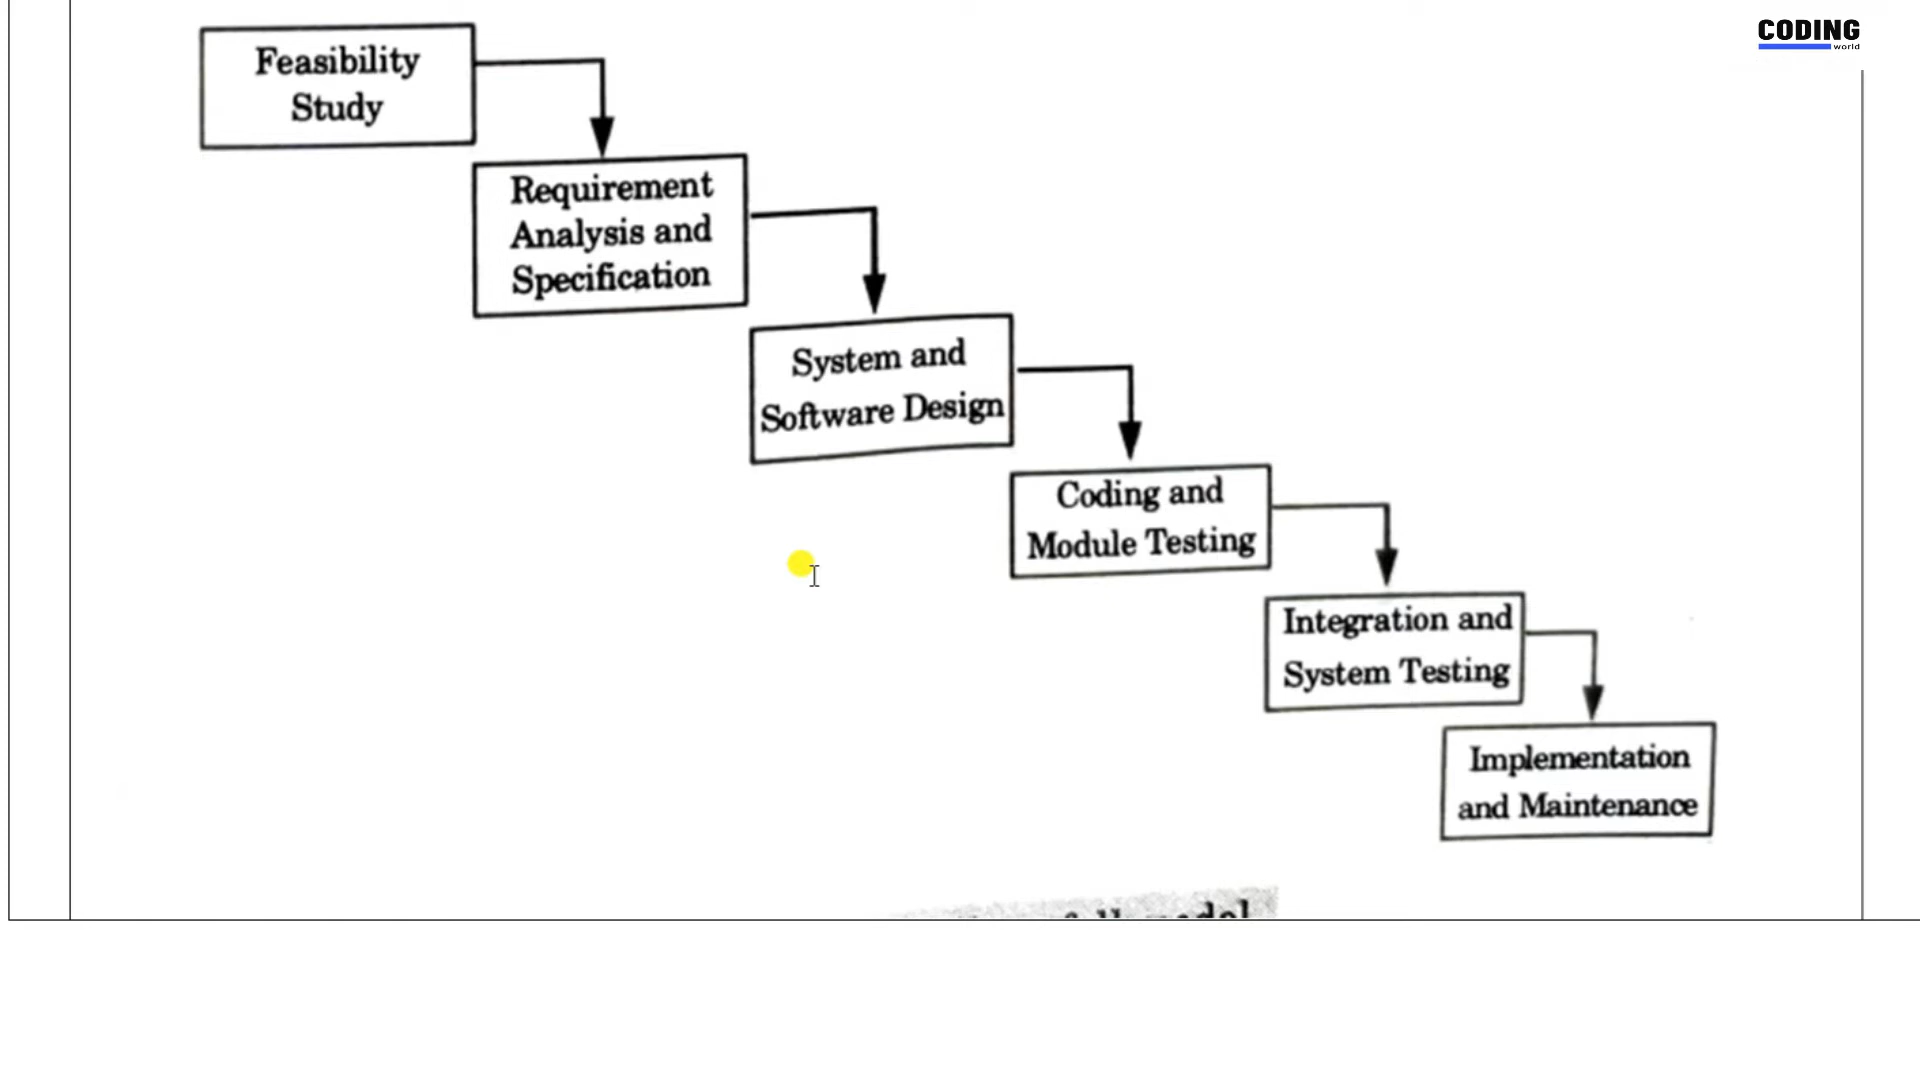 CODING
world
Feasibility
Study
Requirement
Analysis and
Specification
System and
Software Design
Coding and
Module Testing
Integration and
System Testing
Implementation
and Maintenance